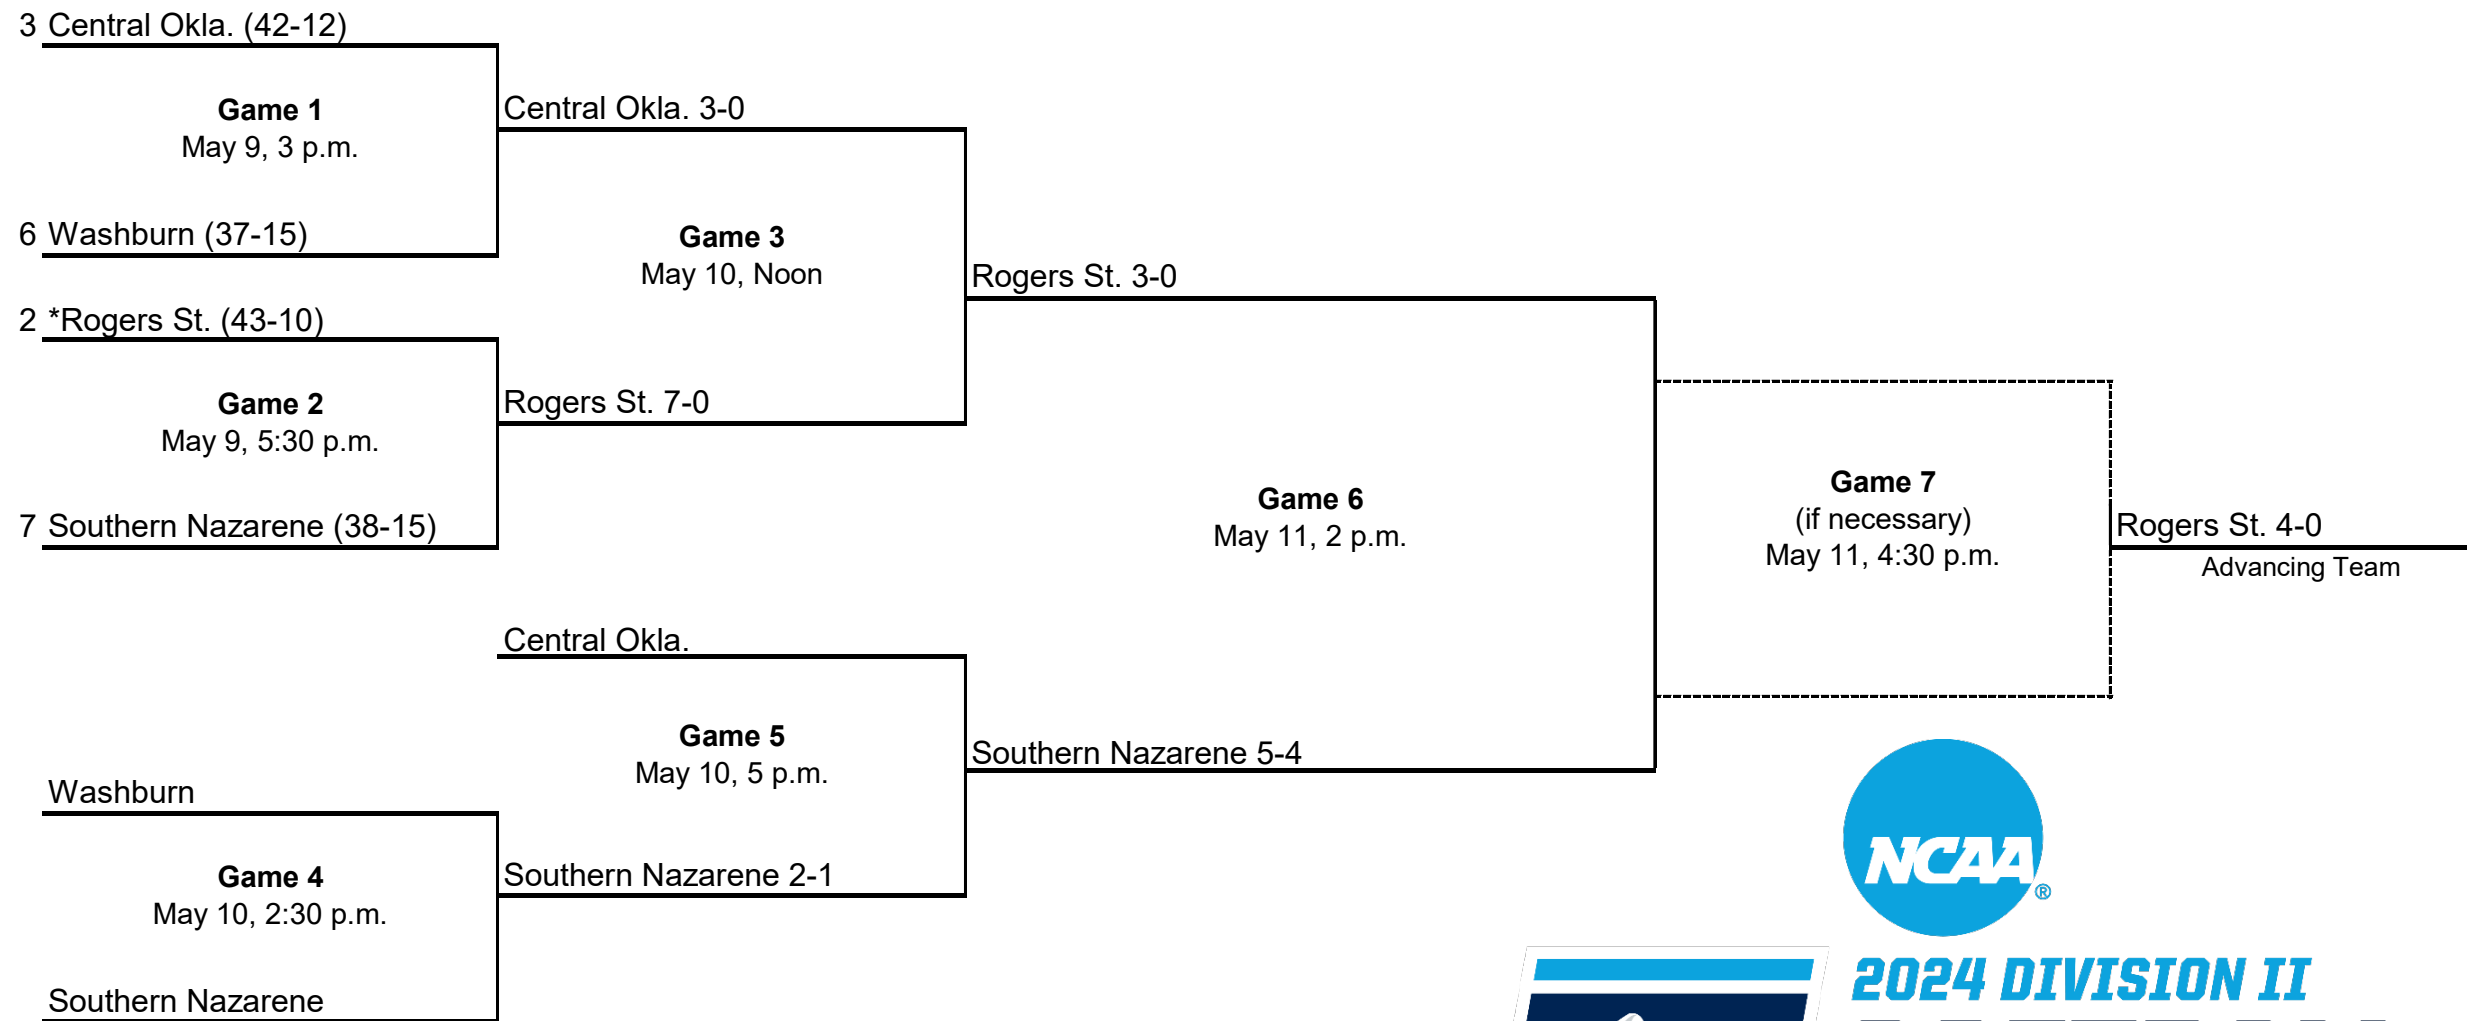 3 Central Okla. (42-12)
Game 1
May 9, 3 p.m.
Central Okla. 3-0
6 Washburn (37-15)
Game 3
May 10, Noon
Rogers St. 3-0
2 *Rogers St. (43-10)
Game 2
May 9, 5:30 p.m.
Rogers St. 7-0
7 Southern Nazarene (38-15)
Game 6
May 11, 2 p.m.
Game 7
(if necessary)
May 11, 4:30 p.m.
Rogers St. 4-0
Advancing Team
Central Okla.
Game 5
May 10, 5 p.m.
Southern Nazarene 5-4
Washburn
Game 4
May 10, 2:30 p.m.
Southern Nazarene 2-1
Southern Nazarene
NCAA®
2024 DIVISION II